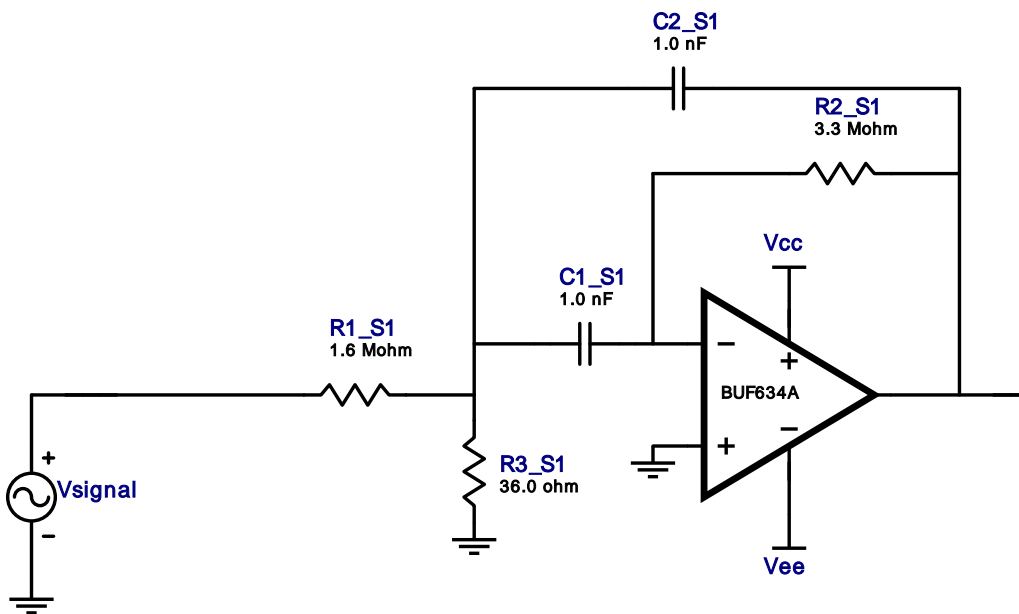 C2_S1
1.0 nF
R2_S1
3.3 Mohm
Vcc
C1_S1
1.0 nF
R1_S1
1.6 Mohm
BUF634A
R3_S1
36.0 ohm
Vsignal
Vee